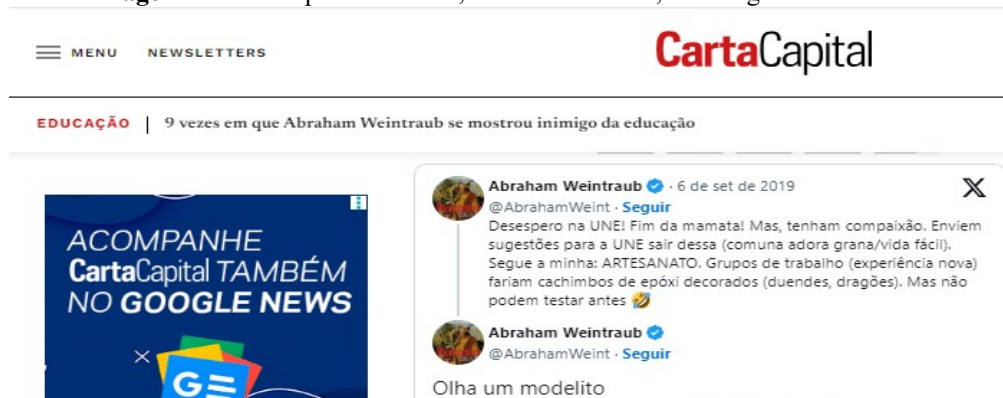 MENU NEWSLETTERS
CartaCapital
EDUCAÇÃO | 9 vezes em que Abraham Weintraub se mostrou inimigo da educação
ACOMPANHE
CartaCapital TAMBÉM
NO GOOGLE NEWS
G
Abraham Weintraub · 6 de set de 2019
@AbrahamWeint · Seguir
Desespero na UNE! Fim da mamata! Mas, tenham compaixão. Enviem
sugestões para a UNE sair dessa (comuna adora grana/vida fácil).
Segue a minha: ARTESANATO. Grupos de trabalho (experiência nova)
fariam cachimbos de epóxi decorados (duendes, dragões). Mas não
podem testar antes 🤣
Abraham Weintraub
@AbrahamWeint · Seguir
Olha um modelito